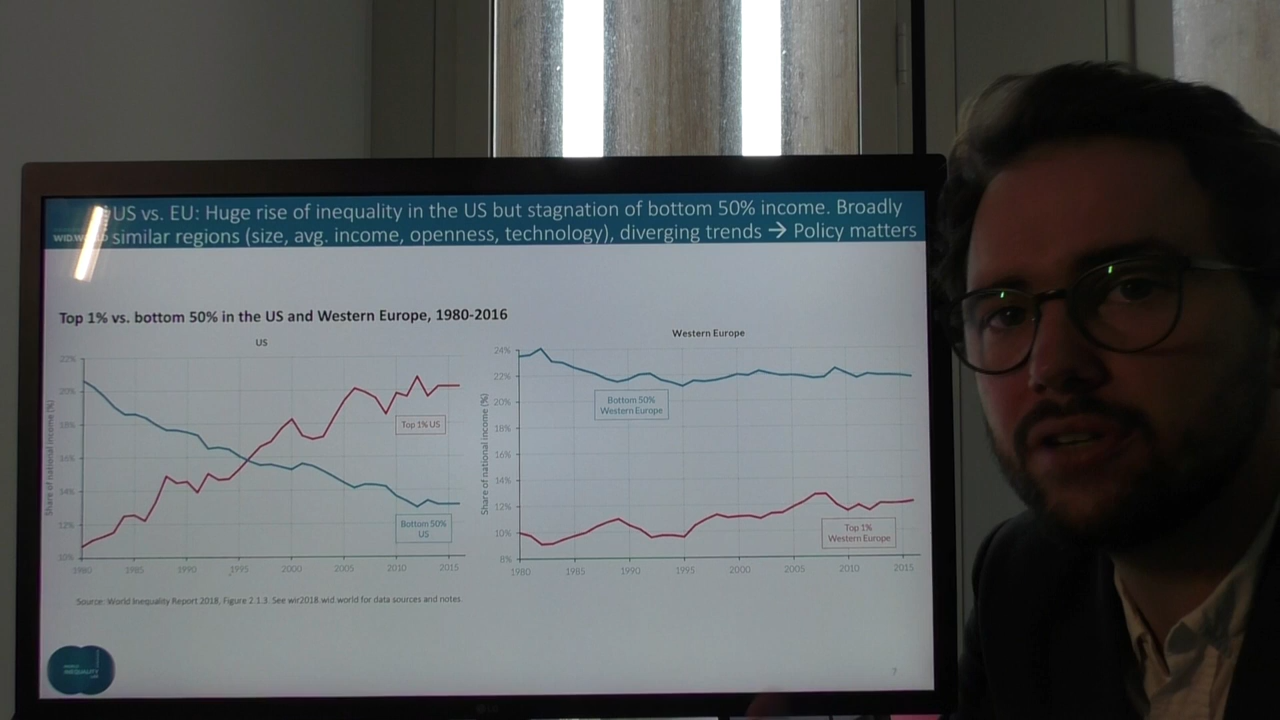 US vs. EU: Huge rise of inequality in the US but stagnation of bottom 50% income. Broadly
similar regions (size, avg. income, openness, technology), diverging trends → Policy matters
WID.WORLD
Top 1% vs. bottom 50% in the US and Western Europe, 1980-2016
US
Share of national income (%)
22%
20%
18%
16%
14%
12%
10%
1980 1985 1990 1995 2000 2005 2010 2015
Top 1% US
Bottom 50%
US
Western Europe
Share of national income (%)
24%
22%
20%
18%
16%
14%
12%
10%
8%
1980 1985 1990 1995 2000 2005 2010 2015
Bottom 50%
Western Europe
Top 1%
Western Europe
Source: World Inequality Report 2018, Figure 2.1.3. See wir2018.wid.world for data sources and notes.
INEQUALITY
7
LG